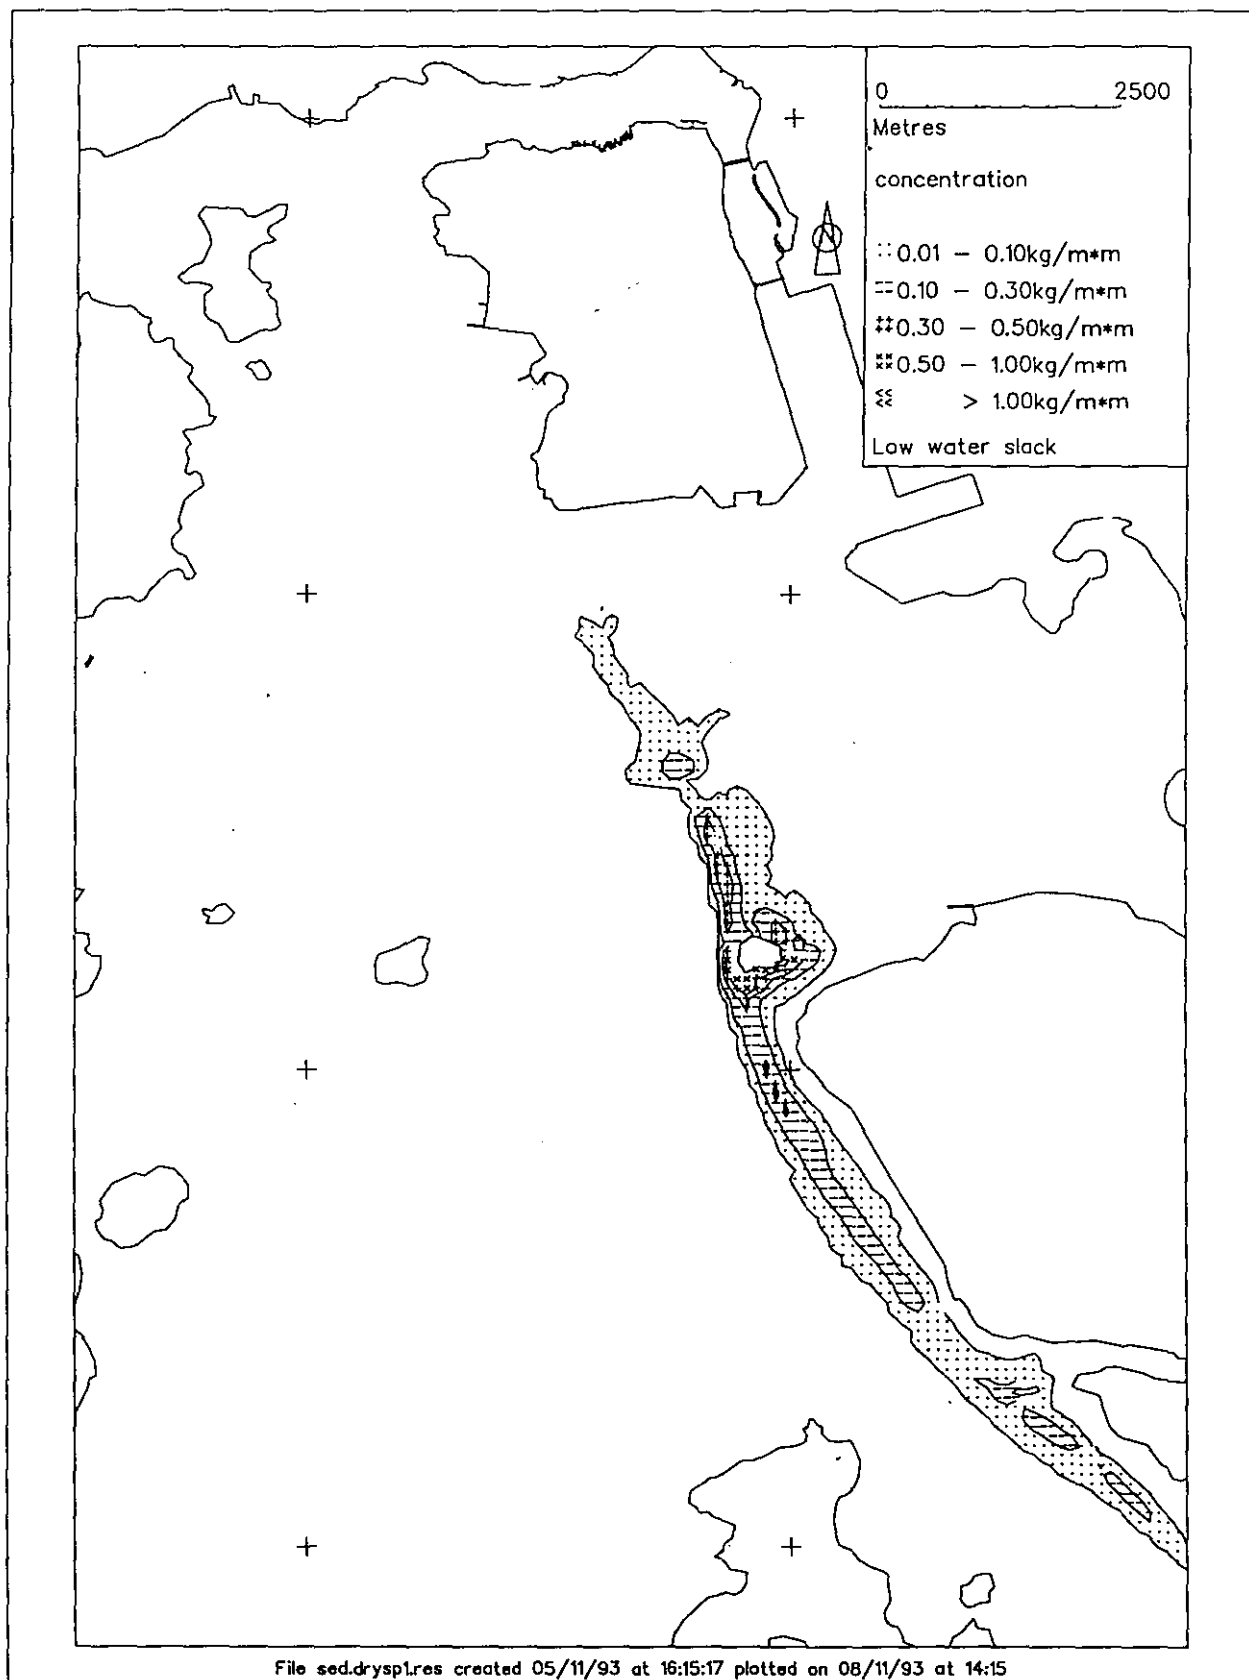 0 2500
Metres
concentration
0.01 – 0.10kg/m*m
0.10 – 0.30kg/m*m
0.30 – 0.50kg/m*m
0.50 – 1.00kg/m*m
> 1.00kg/m*m
Low water slack
File sed.drysp1.res created 05/11/93 at 16:15:17 plotted on 08/11/93 at 14:15